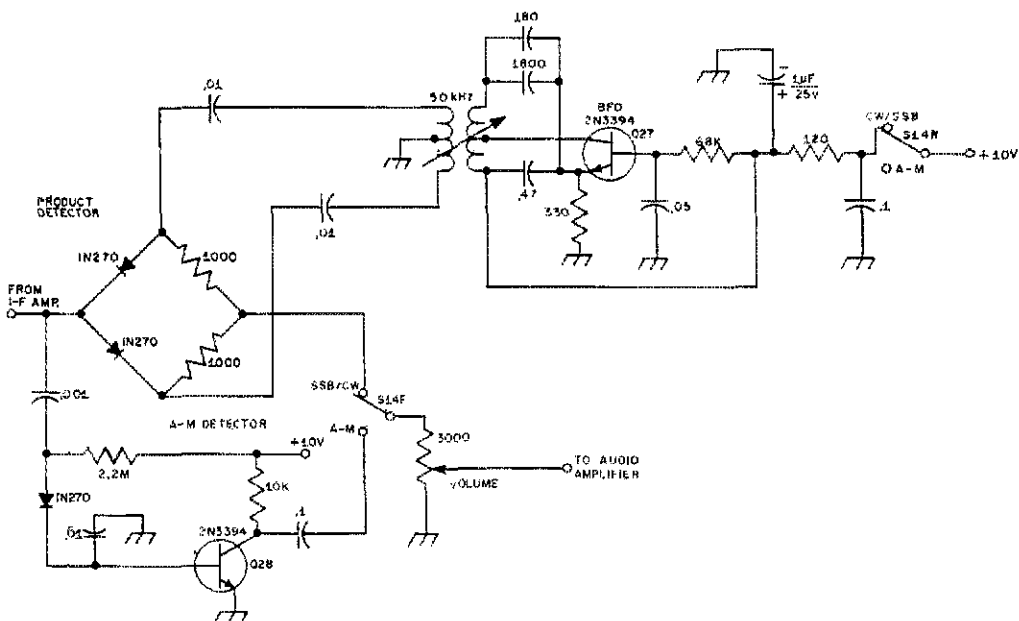 180
1800
.01
50 kHz
BFO
2N3394
Q27
68K
1µF
25V
180
CW/SSB
+10V
A-M
.1
.05
330
.47
.01
PRODUCT
DETECTOR
1N270
1000
FROM
I-F AMP.
1N270
1000
.001
A-M DETECTOR
SSB/CW
S14F
A-M
+10V
3000
VOLUME
TO AUDIO
AMPLIFIER
2.2M
10K
1N270
.01
2N3394
.1
Q28